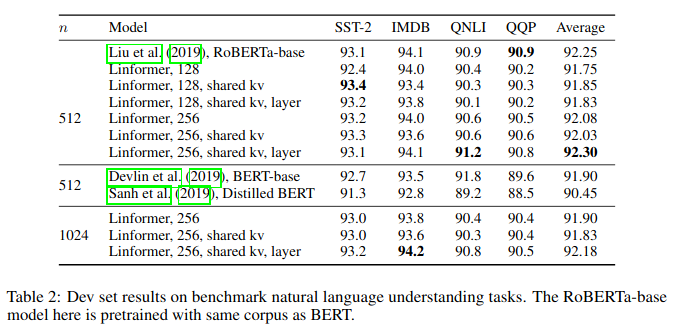 n Model SST-2 IMDB QNLI QQP Average
Liu et al. (2019), RoBERTa-base 93.1 94.1 90.9 90.9 92.25
Linformer, 128 92.4 94.0 90.4 90.2 91.75
Linformer, 128, shared kv 93.4 93.4 90.3 90.3 91.85
Linformer, 128, shared kv, layer 93.2 93.8 90.1 90.2 91.83
512 Linformer, 256 93.2 94.0 90.6 90.5 92.08
Linformer, 256, shared kv 93.3 93.6 90.6 90.6 92.03
Linformer, 256, shared kv, layer 93.1 94.1 91.2 90.8 92.30
512 Devlin et al. (2019), BERT-base 92.7 93.5 91.8 89.6 91.90
Sanh et al. (2019), Distilled BERT 91.3 92.8 89.2 88.5 90.45
Linformer, 256 93.0 93.8 90.4 90.4 91.90
1024 Linformer, 256, shared kv 93.0 93.6 90.3 90.4 91.83
Linformer, 256, shared kv, layer 93.2 94.2 90.8 90.5 92.18
Table 2: Dev set results on benchmark natural language understanding tasks. The RoBERTa-base
model here is pretrained with same corpus as BERT.